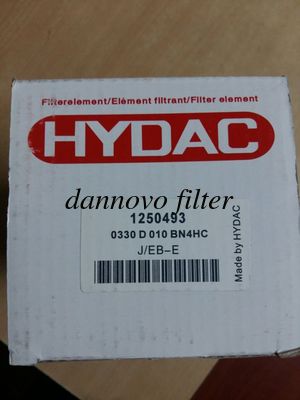 Filterelement/Elément filtrant/Filter element
HYDAC
dannovo filter
1250493
0330 D 010 BN4HC
J/EB-E
Made by HYDAC